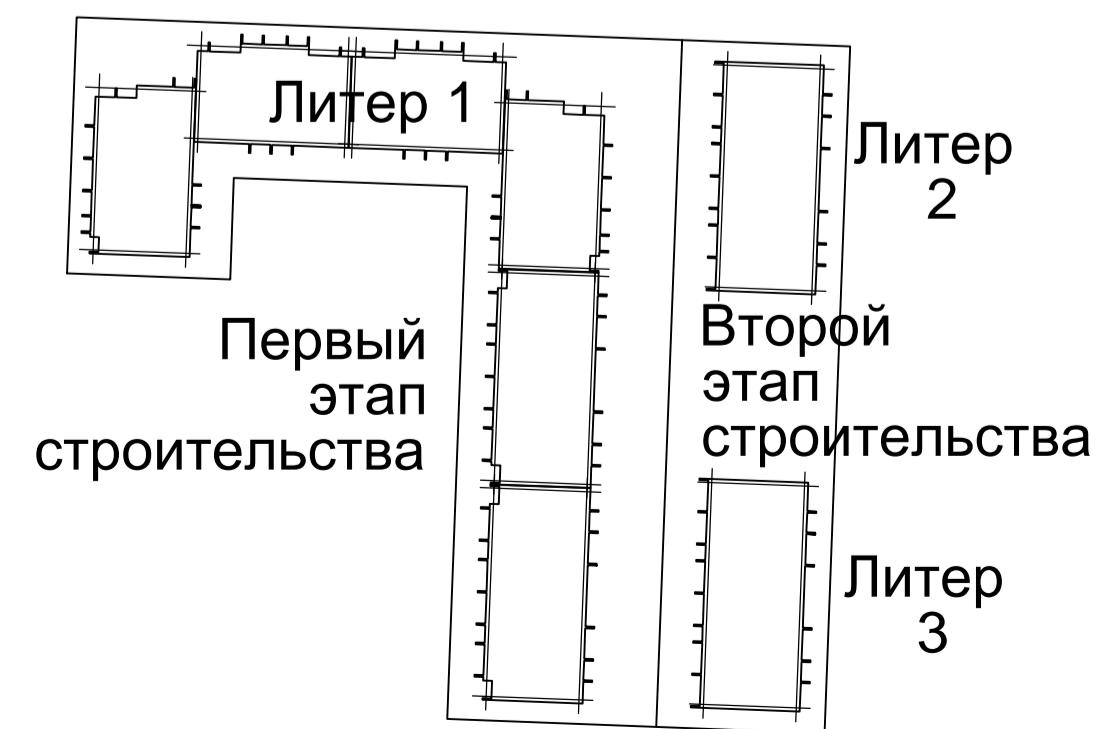 Литер 1
Литер
2
Первый
этап
строительства
Второй
этап
строительства
Литер
3